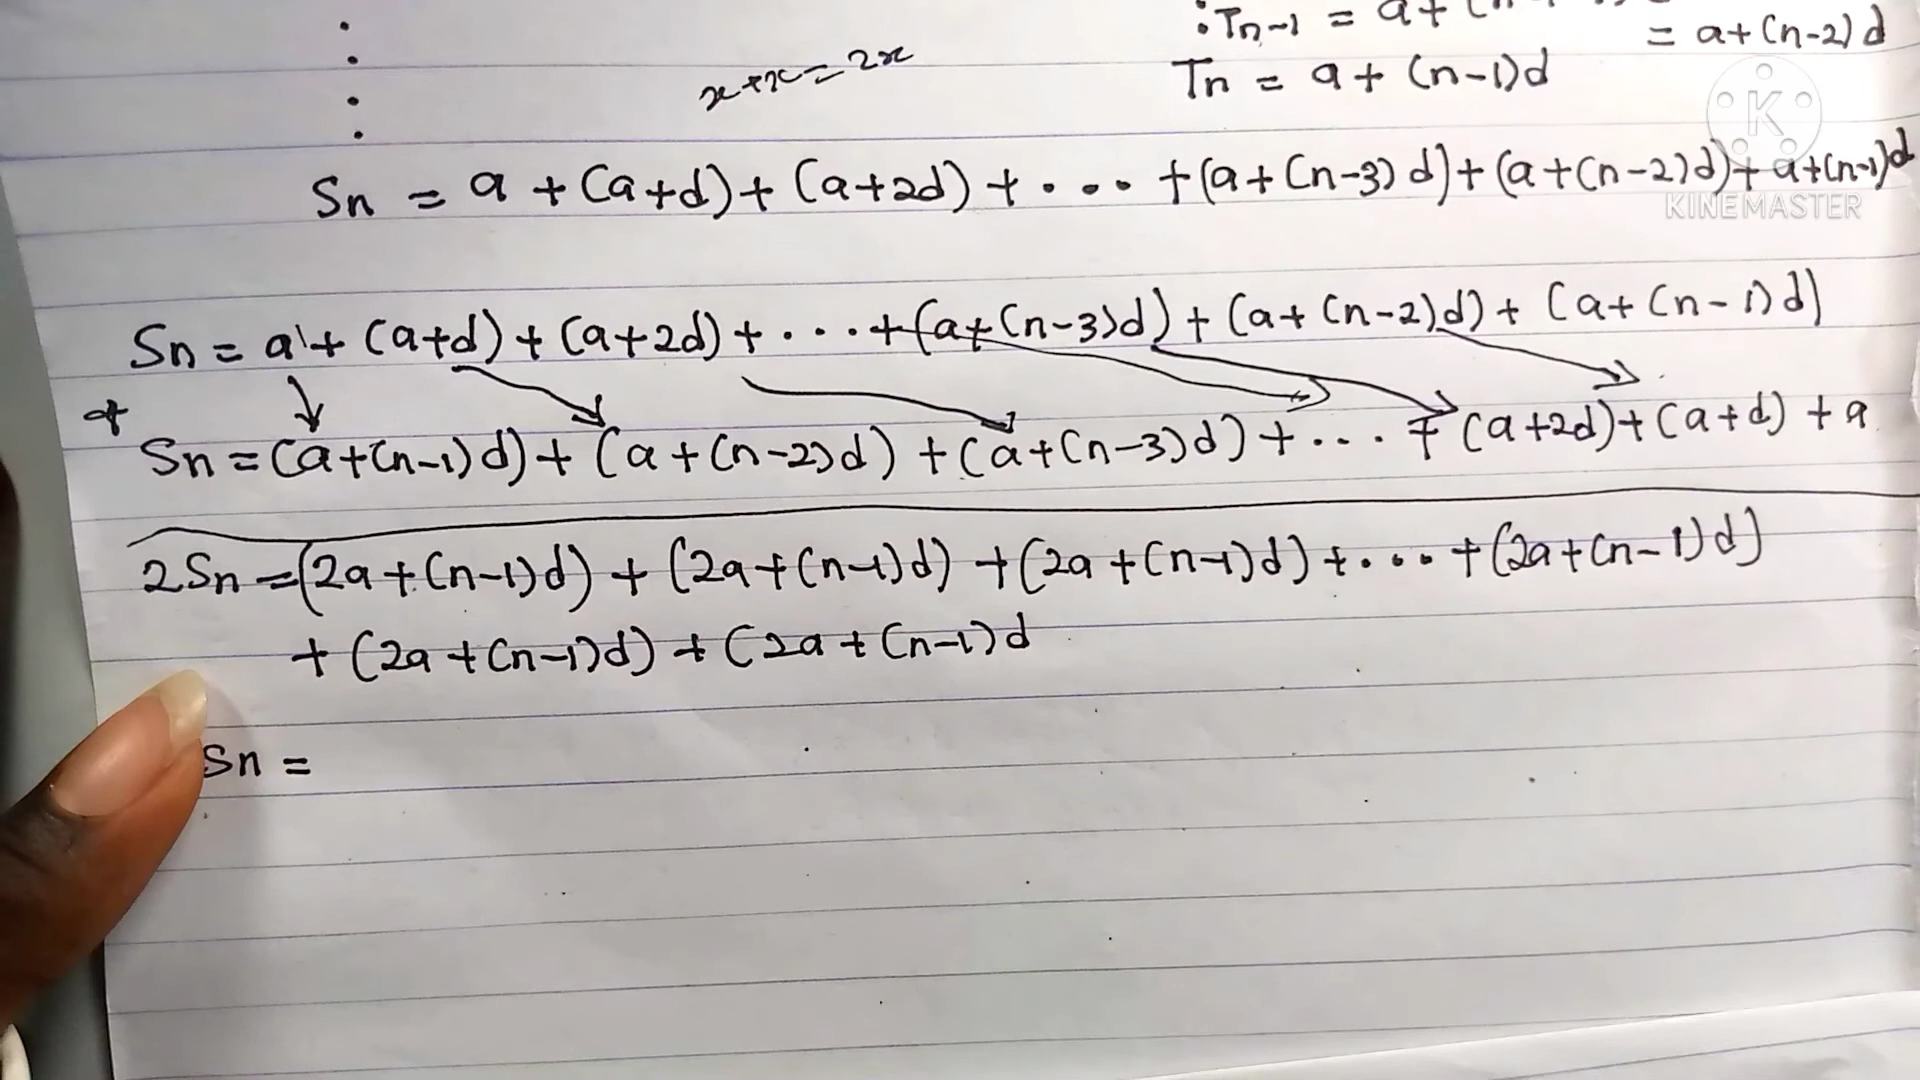 :Tn-1 = a+(n
= a+(n-2)d
x+x=2x
Tn = a+(n-1)d
Sn = a+(a+d)+(a+2d)+....+(a+(n-3)d)+(a+(n-2)d)+a+(n-1)d
KINEMASTER
Sn = a+(a+d)+(a+2d)+....+(a+(n-3)d)+(a+(n-2)d)+(a+(n-1)d)
+
Sn=(a+(n-1)d)+(a+(n-2)d)+(a+(n-3)d)+...+(a+2d)+(a+d)+a
2Sn=(2a+(n-1)d)+(2a+(n-1)d)+(2a+(n-1)d)+....+(2a+(n-1)d)
+(2a+(n-1)d)+(2a+(n-1)d
Sn =